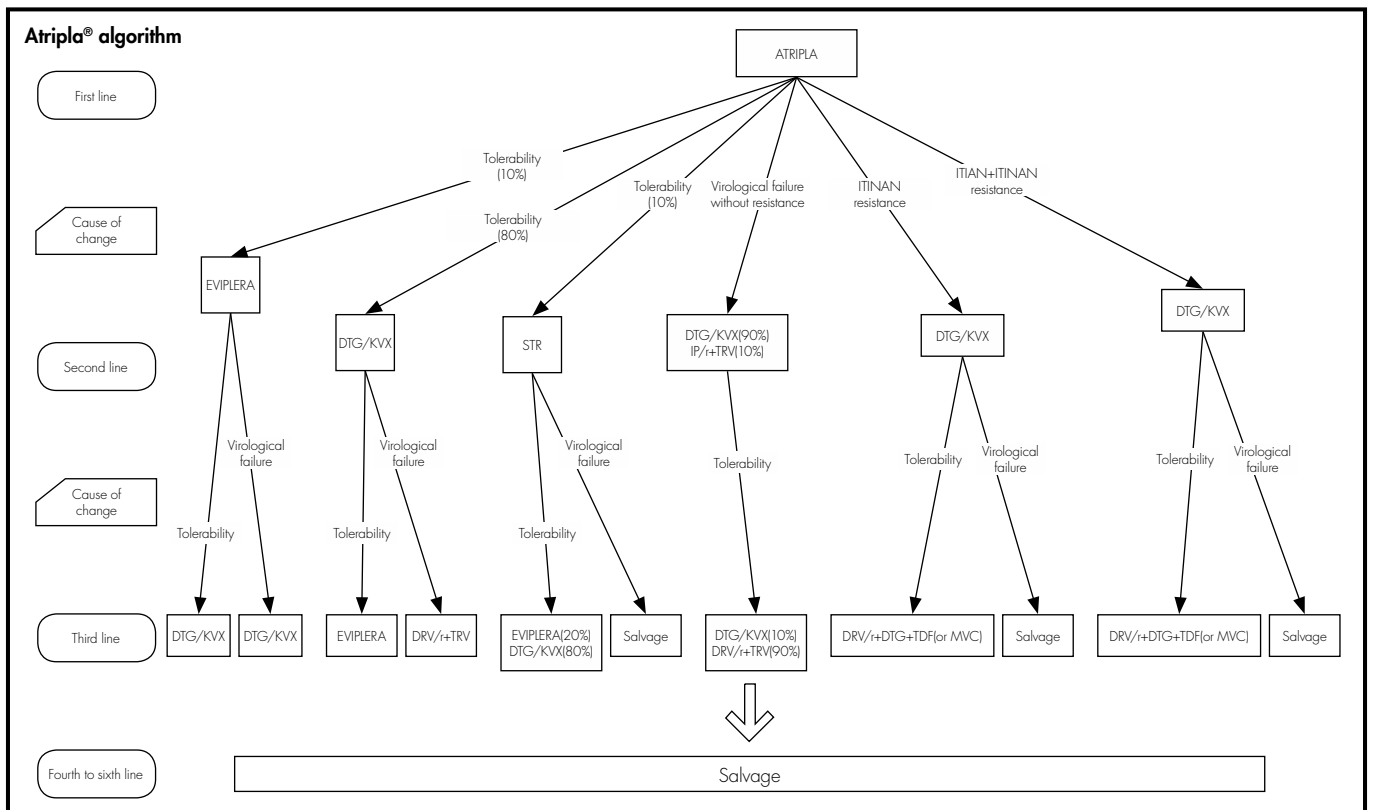 Atripla® algorithm
ATRIPLA
First line
Tolerability
(10%)
Tolerability
(80%)
Tolerability
(10%)
Virological failure
without resistance
ITINAN
resistance
ITIAN+ITINAN
resistance
Cause of
change
EVIPLERA
DTG/KVX
STR
DTG/KVX(90%)
IP/r+TRV(10%)
DTG/KVX
DTG/KVX
Second line
Virological
failure
Virological
failure
Virological
failure
Tolerability
Tolerability
Virological
failure
Tolerability
Virological
failure
Cause of
change
Tolerability
Tolerability
Tolerability
Third line
DTG/KVX
DTG/KVX
EVIPLERA
DRV/r+TRV
EVIPLERA(20%)
DTG/KVX(80%)
Salvage
DTG/KVX(10%)
DRV/r+TRV(90%)
DRV/r+DTG+TDF(or MVC)
Salvage
DRV/r+DTG+TDF(or MVC)
Salvage
Fourth to sixth line
Salvage